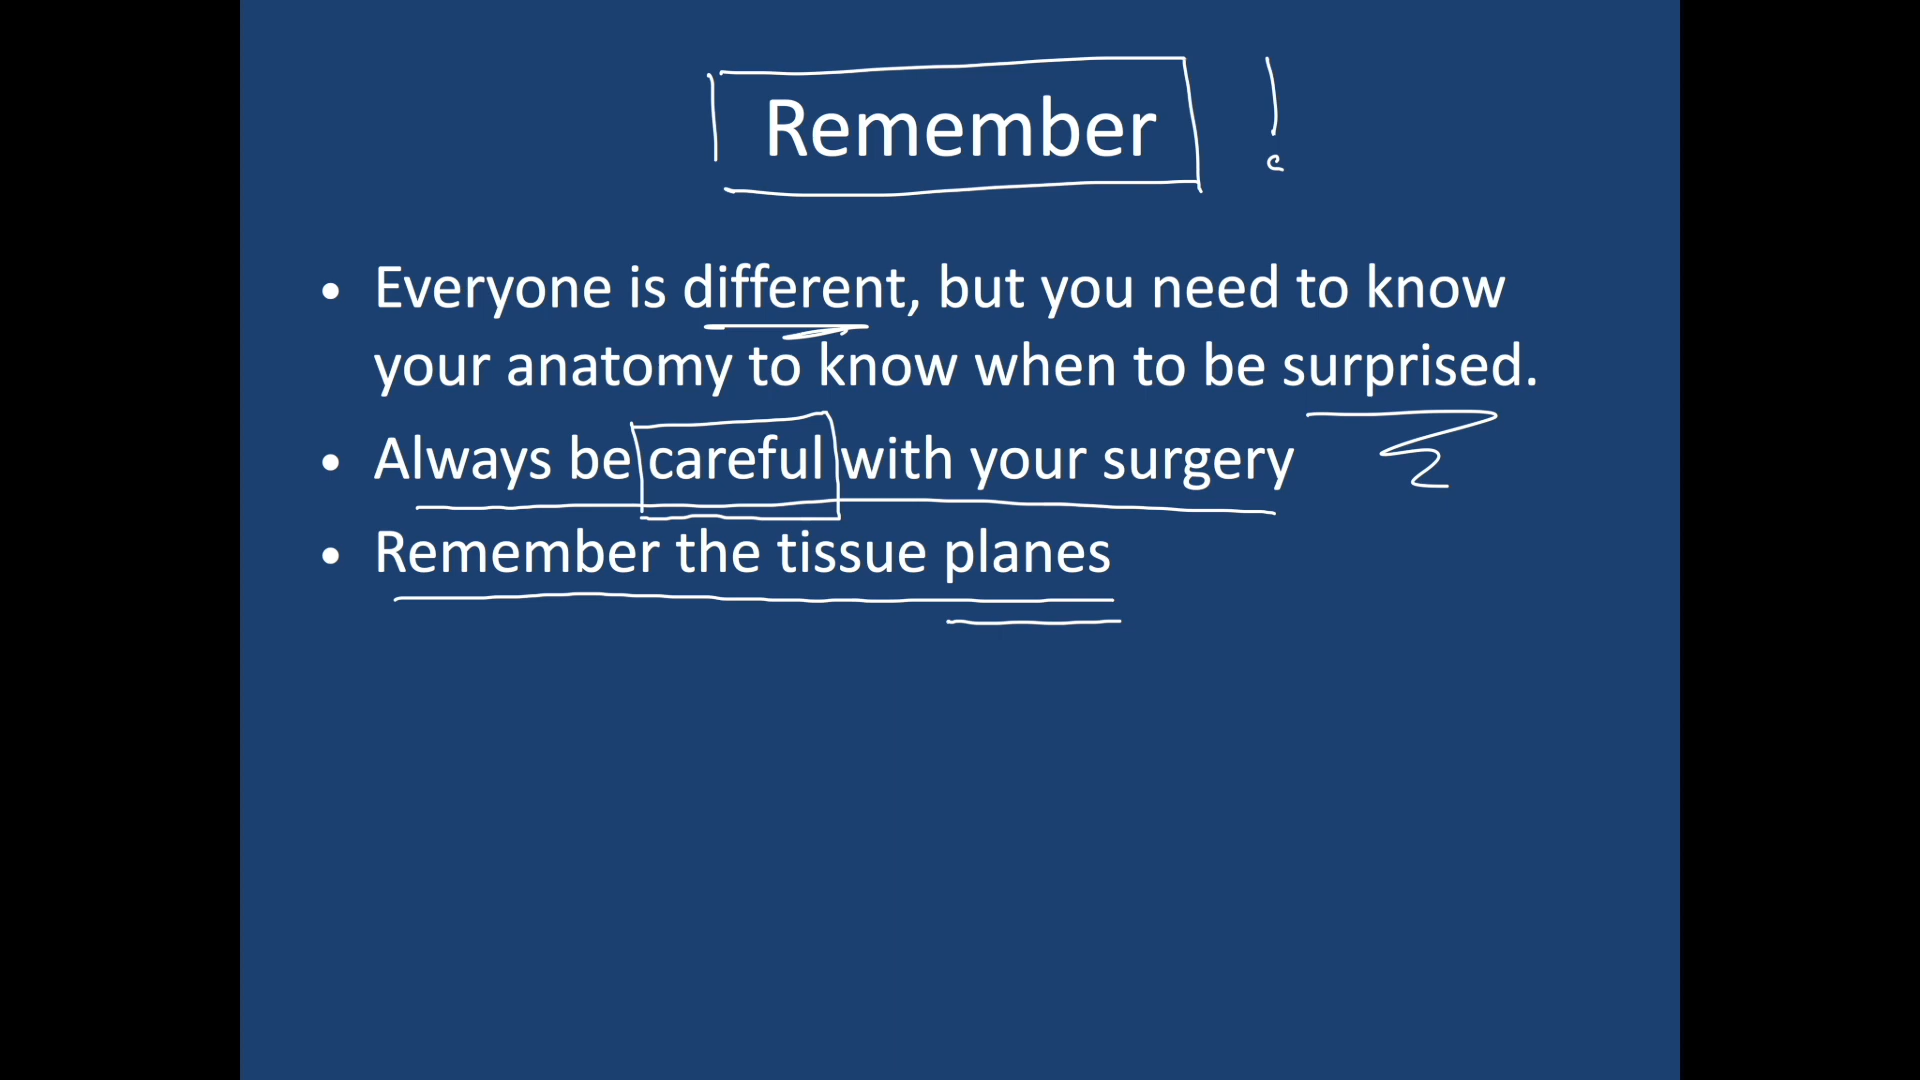 Remember !
• Everyone is different, but you need to know
your anatomy to know when to be surprised.
• Always be careful with your surgery
• Remember the tissue planes